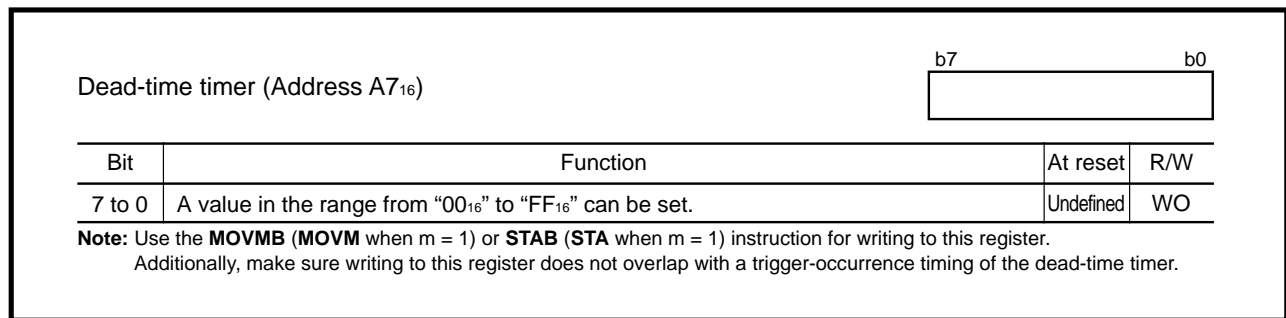 b7 b0
Dead-time timer (Address A7₁₆)
Bit Function At reset R/W
7 to 0 A value in the range from “00₁₆” to “FF₁₆” can be set. Undefined WO
Note: Use the MOVMB (MOVM when m = 1) or STAB (STA when m = 1) instruction for writing to this register.
Additionally, make sure writing to this register does not overlap with a trigger-occurrence timing of the dead-time timer.